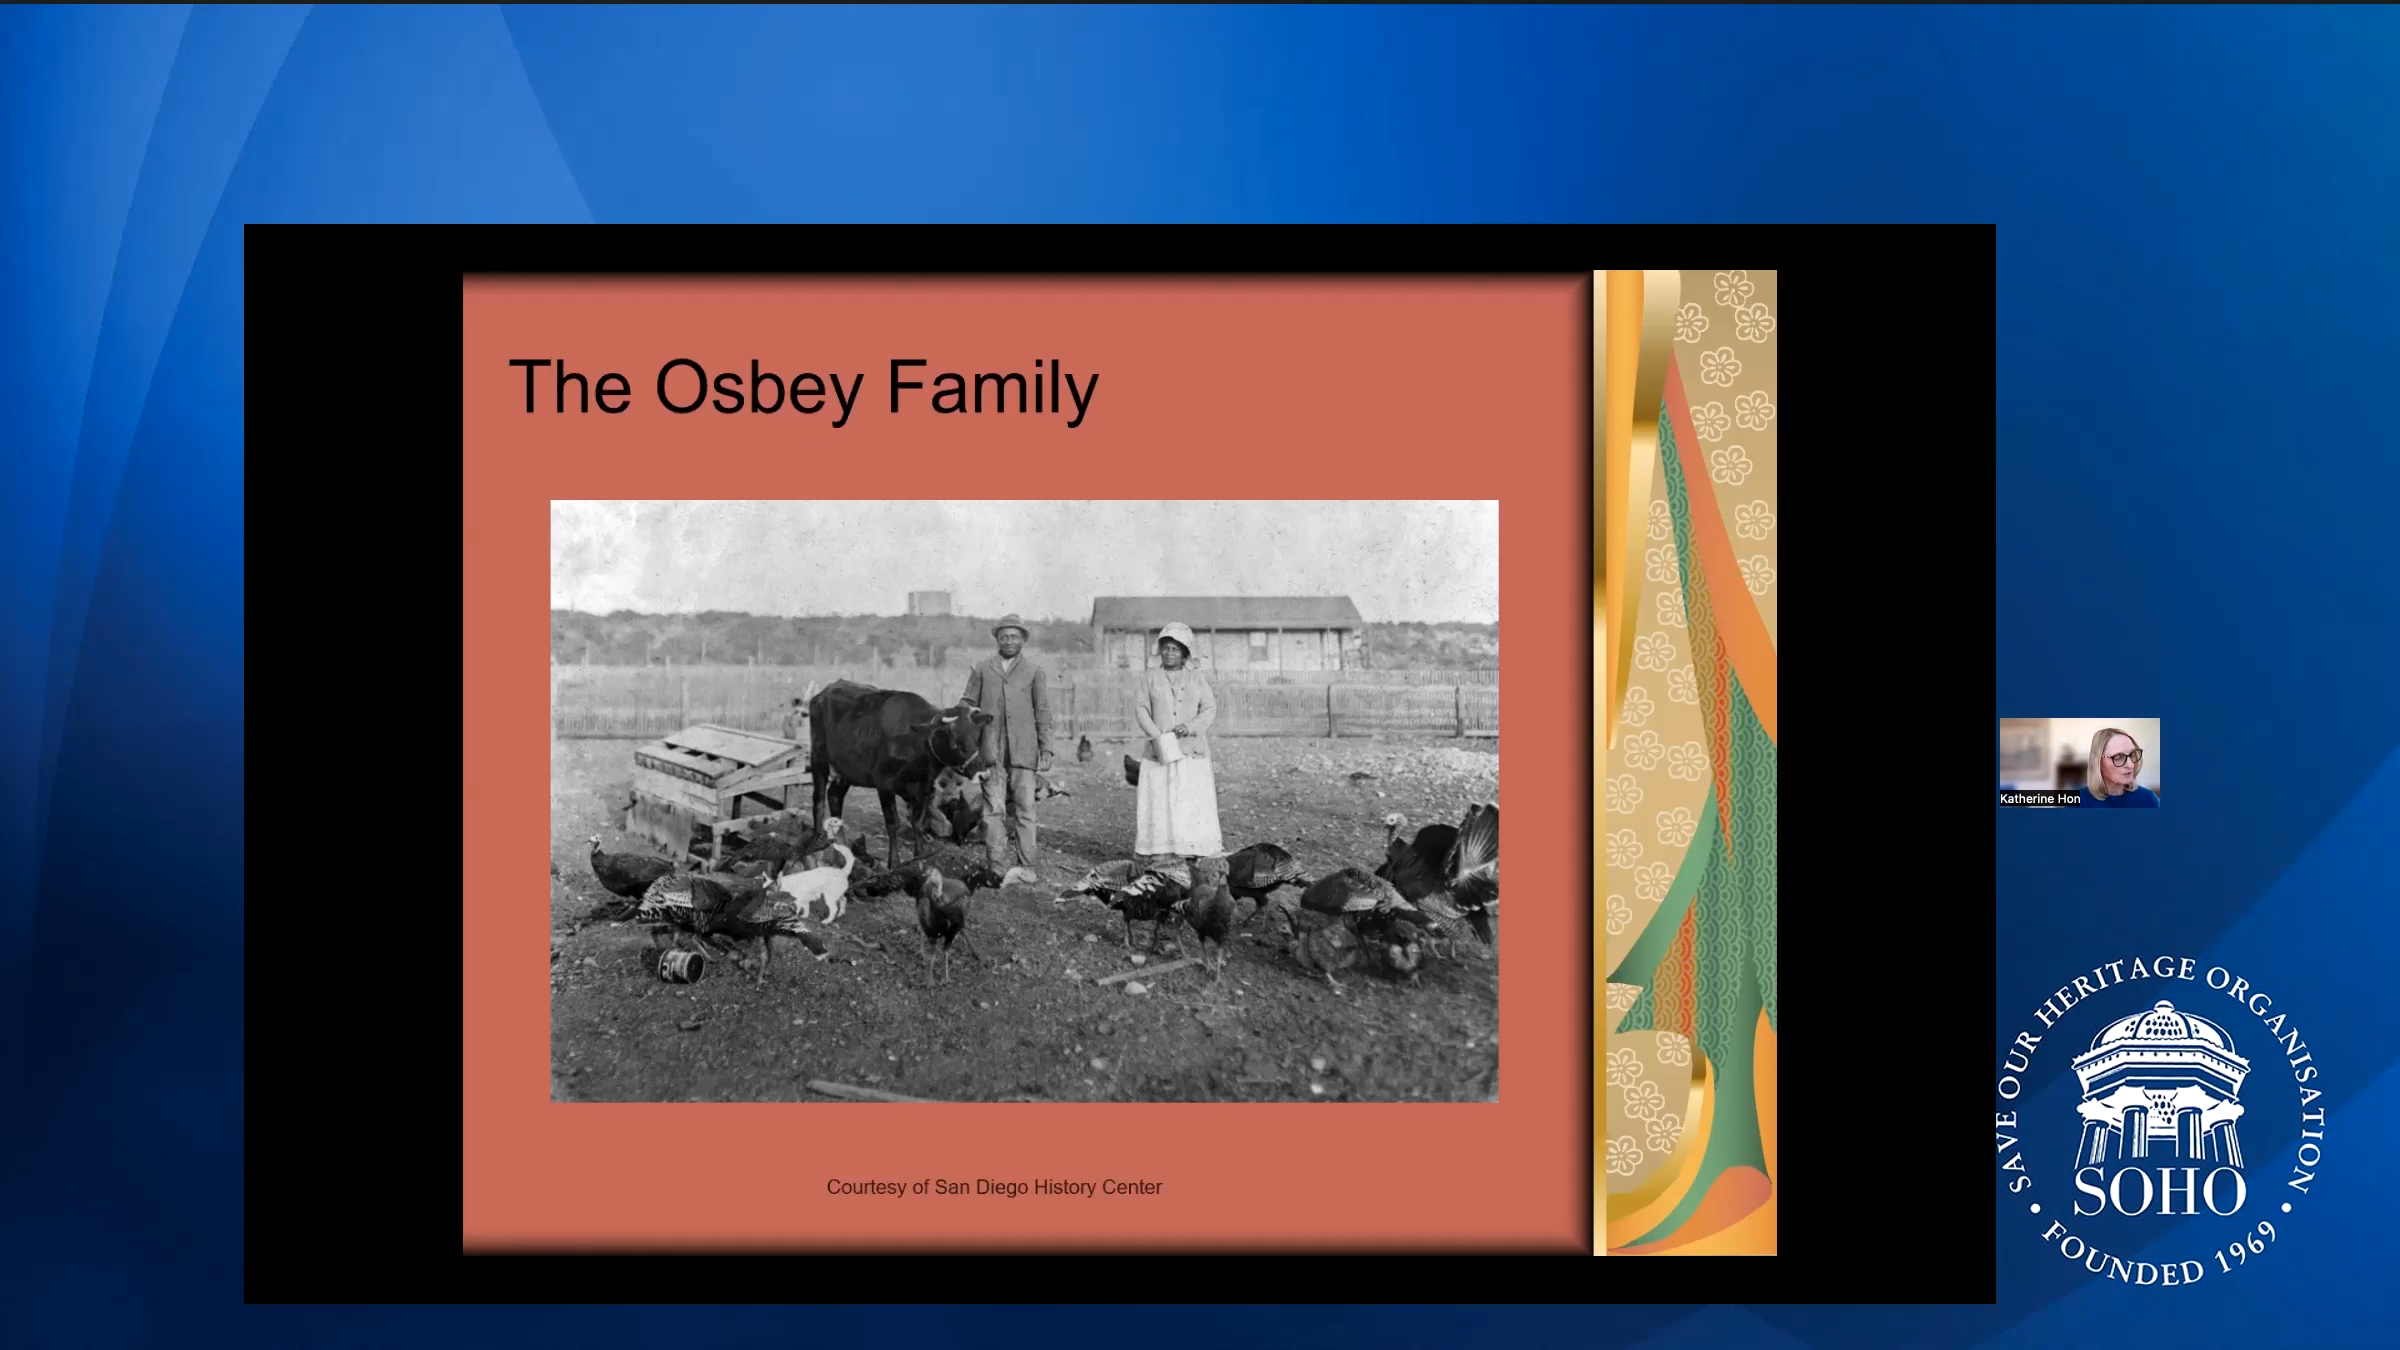 The Osbey Family
Courtesy of San Diego History Center
Katherine Hon
SAVE OUR HERITAGE ORGANISATION
SOHO
• FOUNDED 1969 •